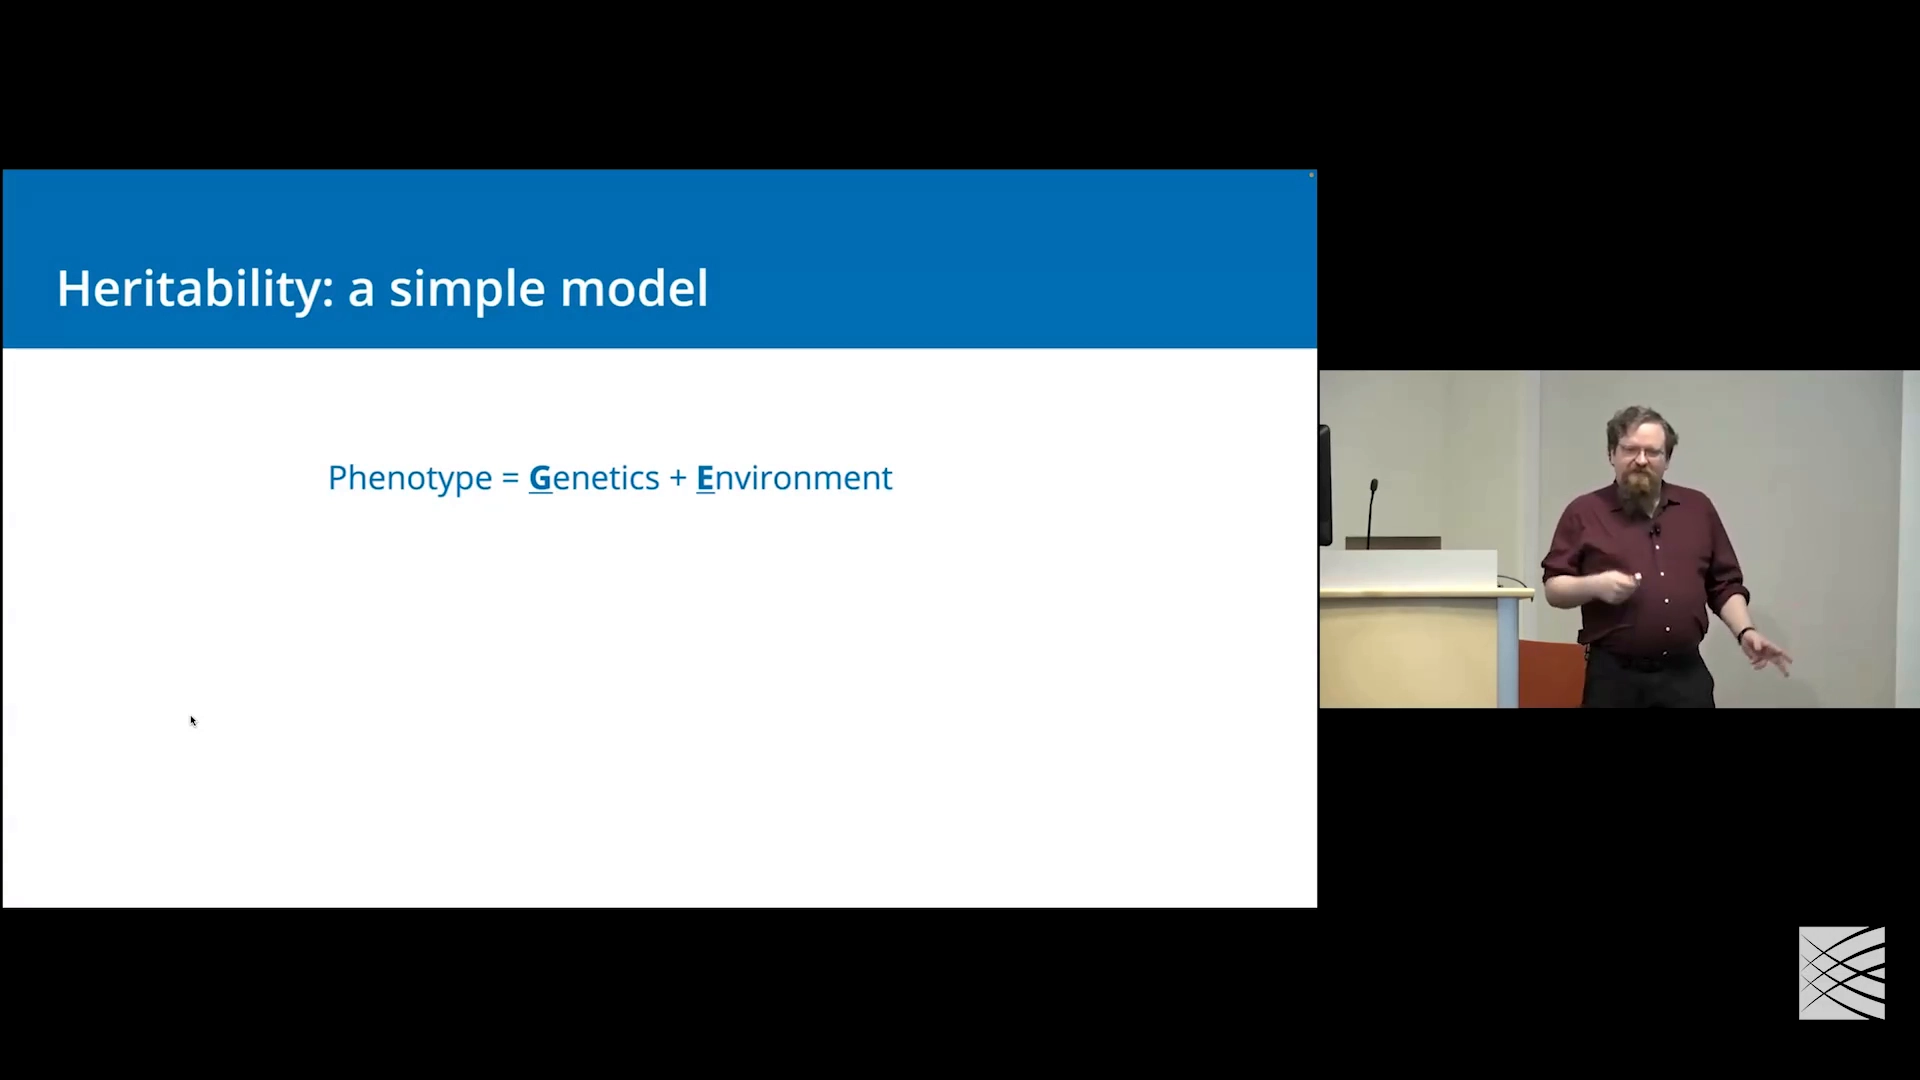 Heritability: a simple model
Phenotype = Genetics + Environment